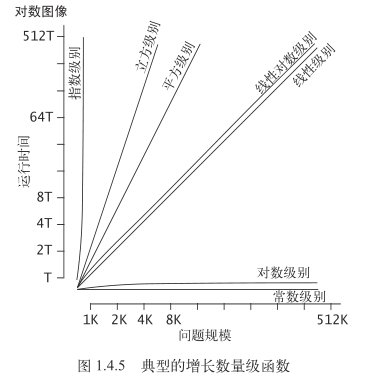 对数图像
512T
64T
8T
4T
2T
T
运行时间
指数级别
立方级别
平方级别
线性对数级别
线性级别
对数级别
常数级别
1K 2K 4K 8K 512K
问题规模
图 1.4.5 典型的增长数量级函数